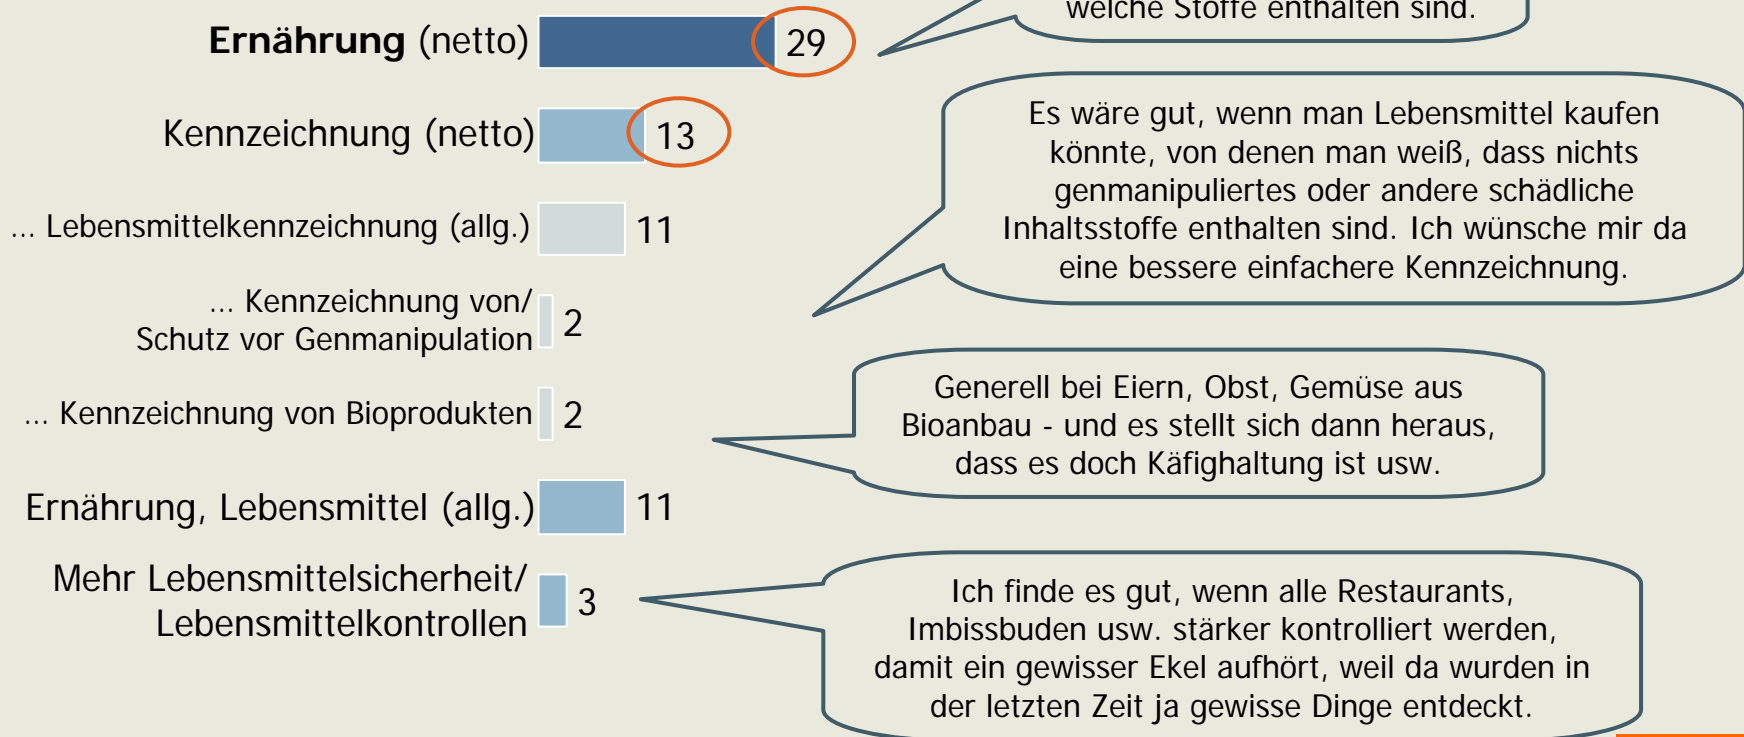 welche Stoffe enthalten sind.
Ernährung (netto)
29
Kennzeichnung (netto)
13
... Lebensmittelkennzeichnung (allg.)
11
... Kennzeichnung von/
Schutz vor Genmanipulation
2
... Kennzeichnung von Bioprodukten
2
Ernährung, Lebensmittel (allg.)
11
Mehr Lebensmittelsicherheit/
Lebensmittelkontrollen
3
Es wäre gut, wenn man Lebensmittel kaufen
könnte, von denen man weiß, dass nichts
genmanipuliertes oder andere schädliche
Inhaltsstoffe enthalten sind. Ich wünsche mir da
eine bessere einfachere Kennzeichnung.
Generell bei Eiern, Obst, Gemüse aus
Bioanbau - und es stellt sich dann heraus,
dass es doch Käfighaltung ist usw.
Ich finde es gut, wenn alle Restaurants,
Imbissbuden usw. stärker kontrolliert werden,
damit ein gewisser Ekel aufhört, weil da wurden in
der letzten Zeit ja gewisse Dinge entdeckt.